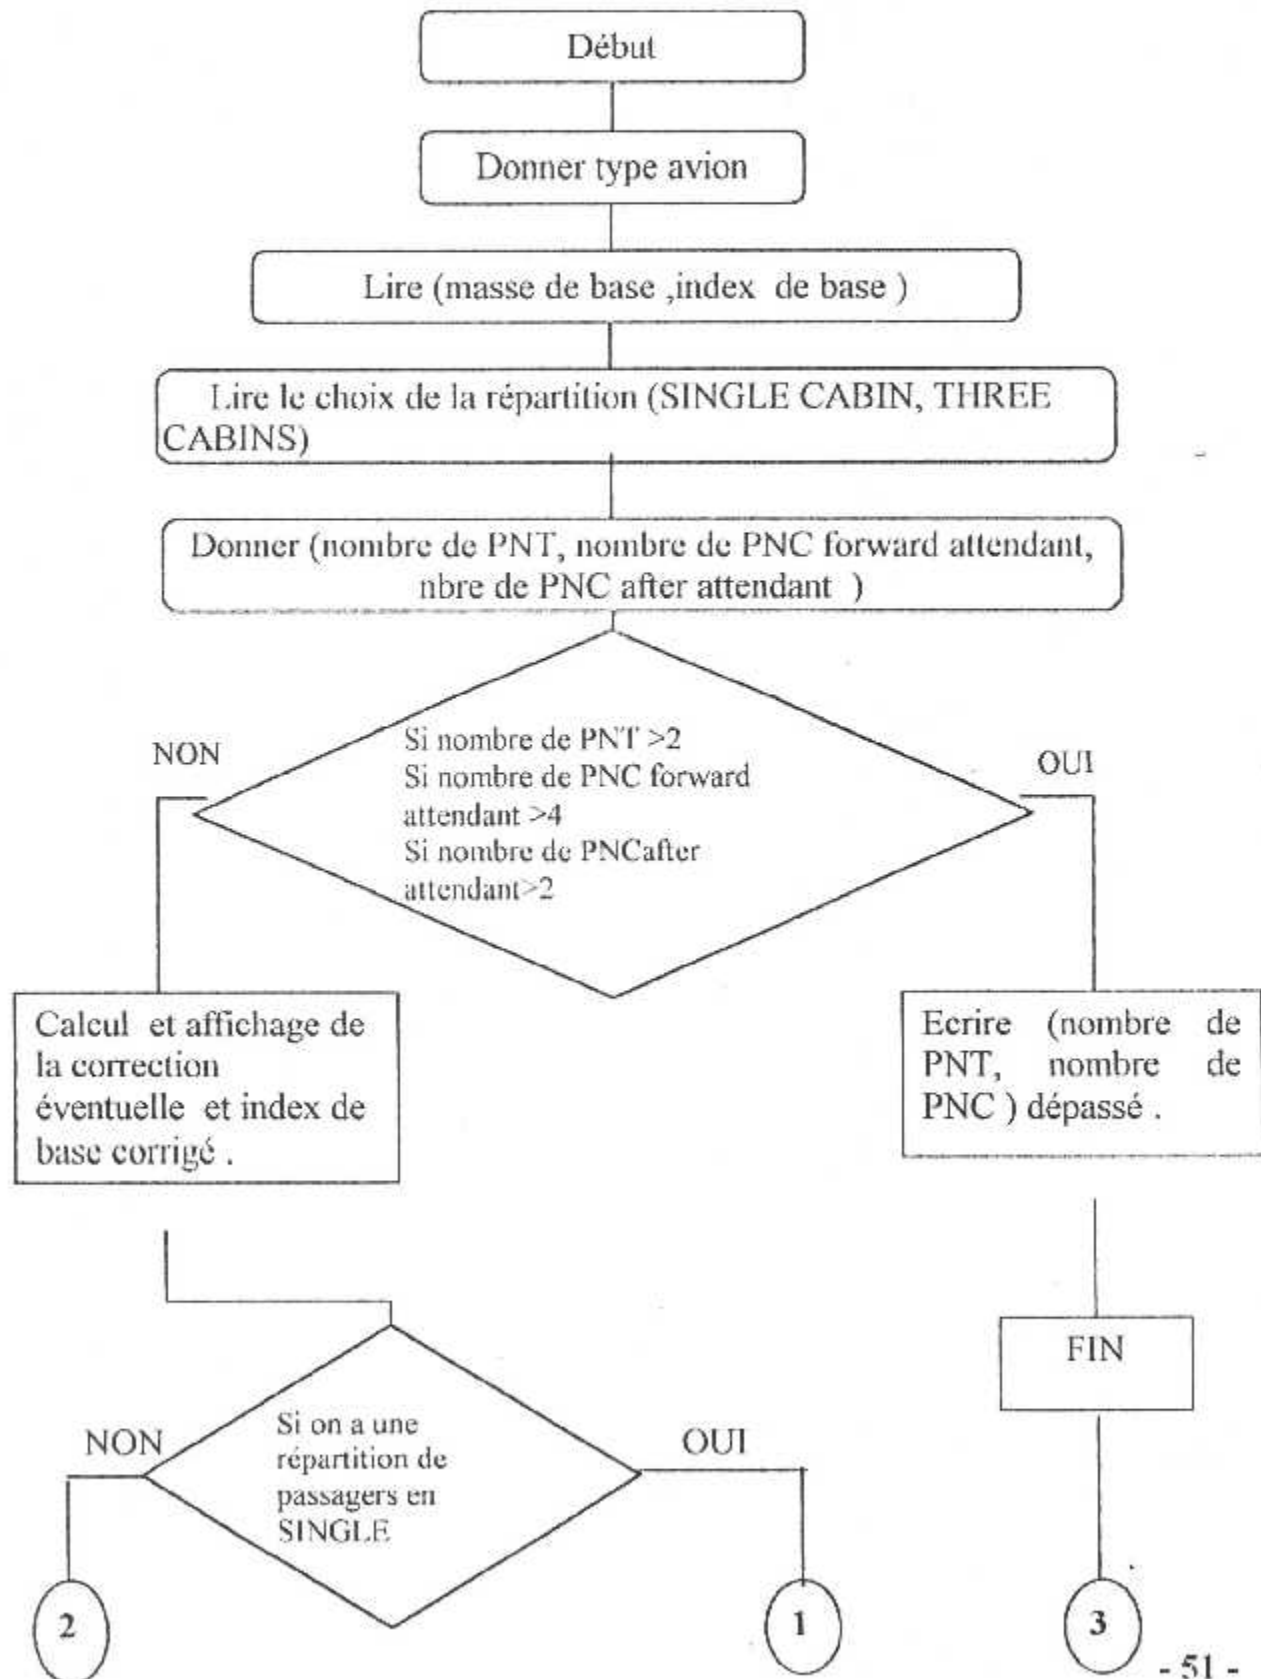 Début
Donner type avion
Lire (masse de base ,index de base )
Lire le choix de la répartition (SINGLE CABIN, THREE
CABINS)
Donner (nombre de PNT, nombre de PNC forward attendant,
nbre de PNC after attendant )
Si nombre de PNT >2
Si nombre de PNC forward
attendant >4
Si nombre de PNCafter
attendant>2
NON
OUI
Calcul et affichage de
la correction
éventuelle et index de
base corrigé .
Ecrire (nombre de
PNT, nombre de
PNC ) dépassé .
FIN
Si on a une
répartition de
passagers en
SINGLE
NON
OUI
2
1
3
- 51 -